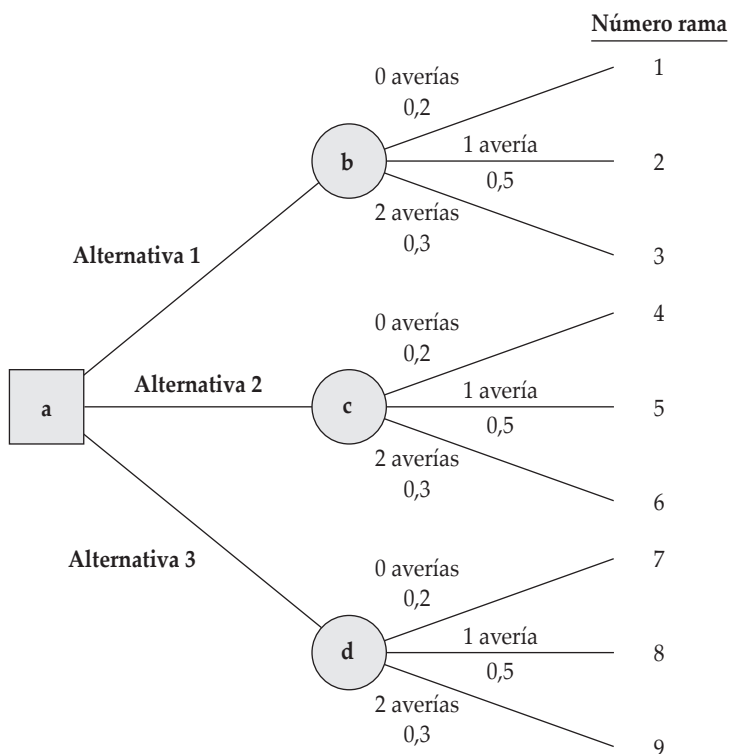 Número rama
0 averías
0,2
1
b
1 avería
0,5
2
2 averías
0,3
3
Alternativa 1
0 averías
0,2
4
a
Alternativa 2
c
1 avería
0,5
5
2 averías
0,3
6
Alternativa 3
0 averías
0,2
7
d
1 avería
0,5
8
2 averías
0,3
9